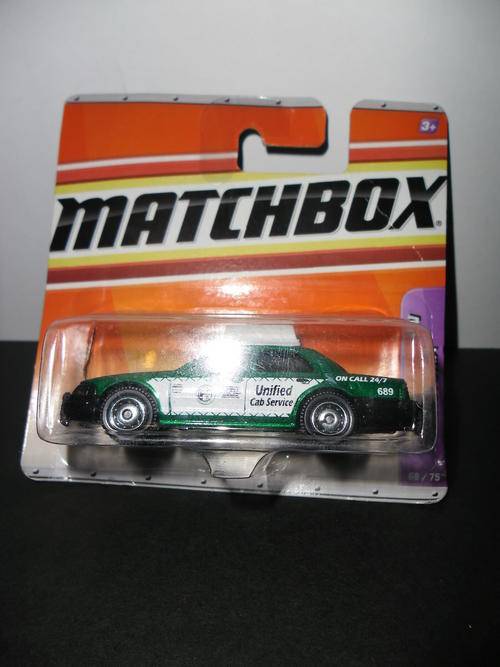 3+
MATCHBOX®
ON CALL 24/7
689
Unified
Cab Service
68 / 75